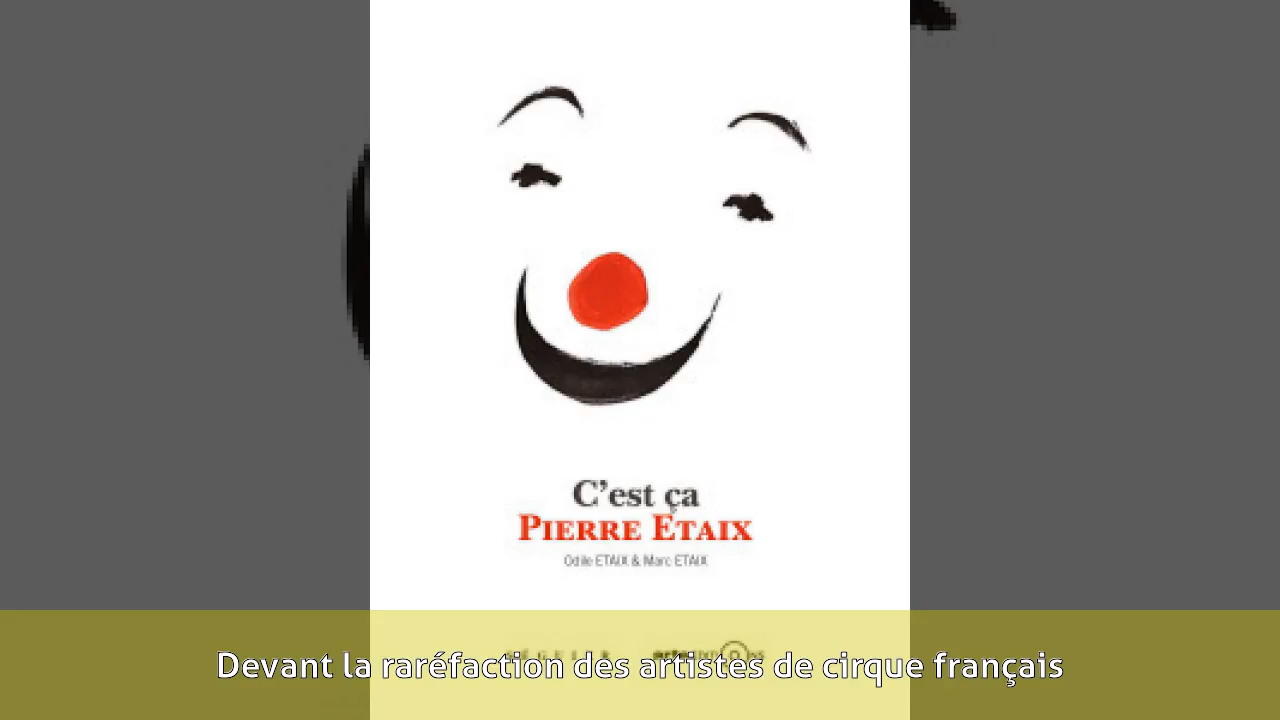 C'est ça
PIERRE ETAIX
Odile ETAIX & Marc ETAIX
Devant la raréfaction des artistes de cirque français